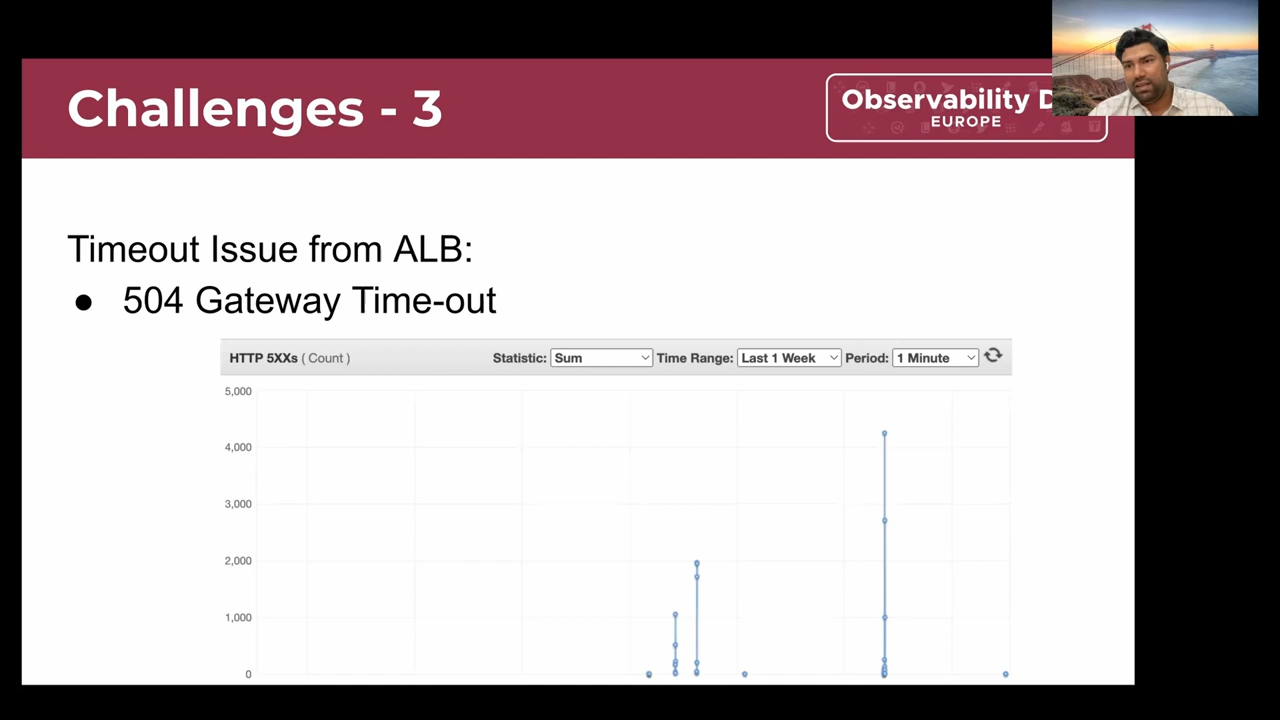 Challenges - 3
Observability D
EUROPE
Timeout Issue from ALB:
● 504 Gateway Time-out
HTTP 5XXs ( Count ) Statistic: Sum Time Range: Last 1 Week Period: 1 Minute
5,000
4,000
3,000
2,000
1,000
0